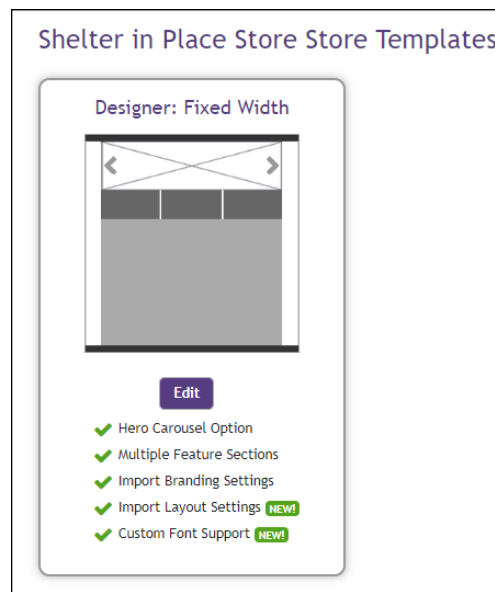 Shelter in Place Store Store Templates
Designer: Fixed Width
Edit
Hero Carousel Option
Multiple Feature Sections
Import Branding Settings
Import Layout Settings NEW!
Custom Font Support NEW!